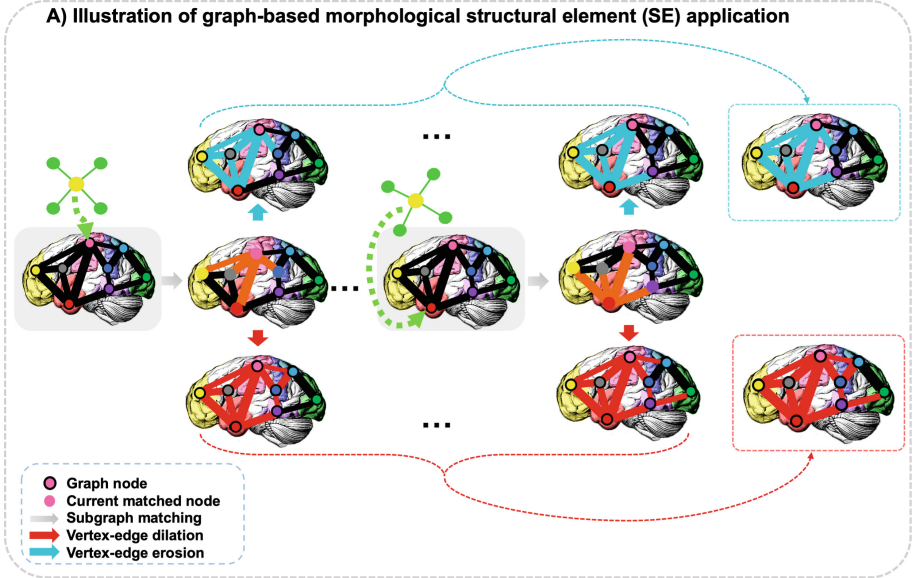 A) Illustration of graph-based morphological structural element (SE) application
...
...
...
Graph node
Current matched node
Subgraph matching
Vertex-edge dilation
Vertex-edge erosion